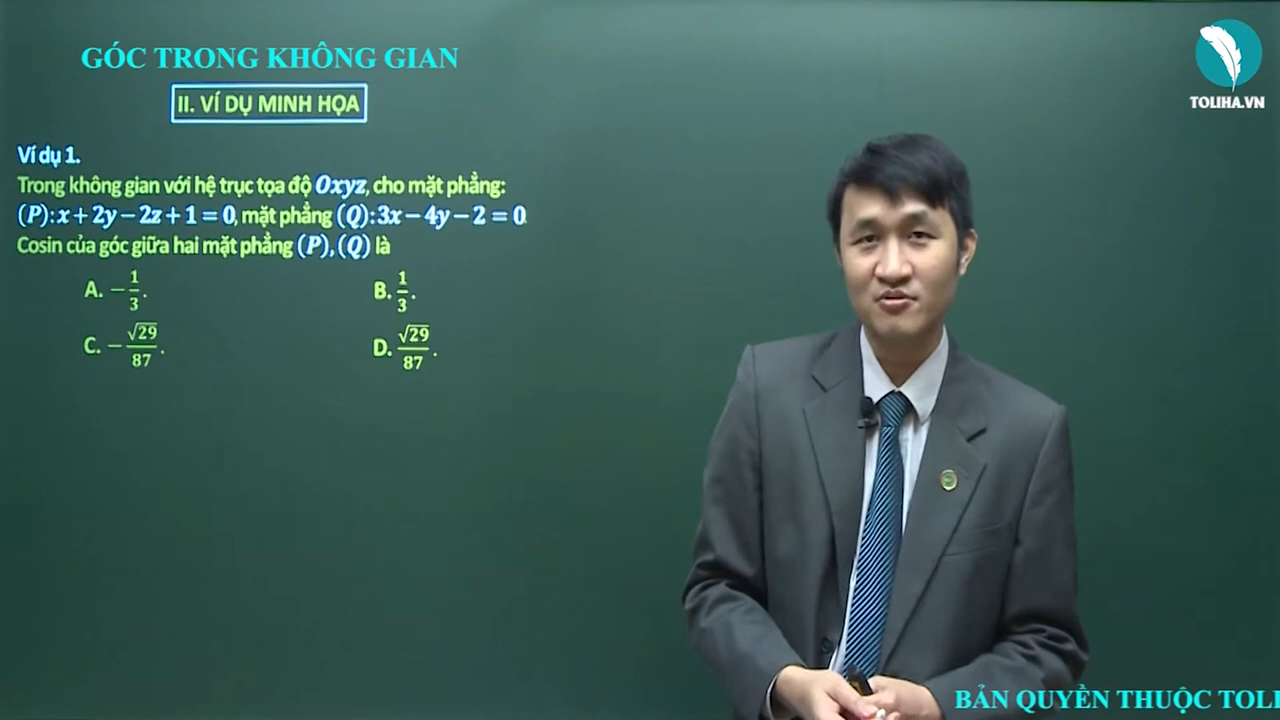 GÓC TRONG KHÔNG GIAN
II. VÍ DỤ MINH HỌA
Ví dụ 1.
Trong không gian với hệ trục tọa độ Oxyz, cho mặt phẳng:
(P): x + 2y − 2z + 1 = 0, mặt phẳng (Q): 3x − 4y − 2 = 0.
Cosin của góc giữa hai mặt phẳng (P), (Q) là
A. −1/3. B. 1/3.
C. −√29/87. D. √29/87.
TOLIHA.VN
BẢN QUYỀN THUỘC